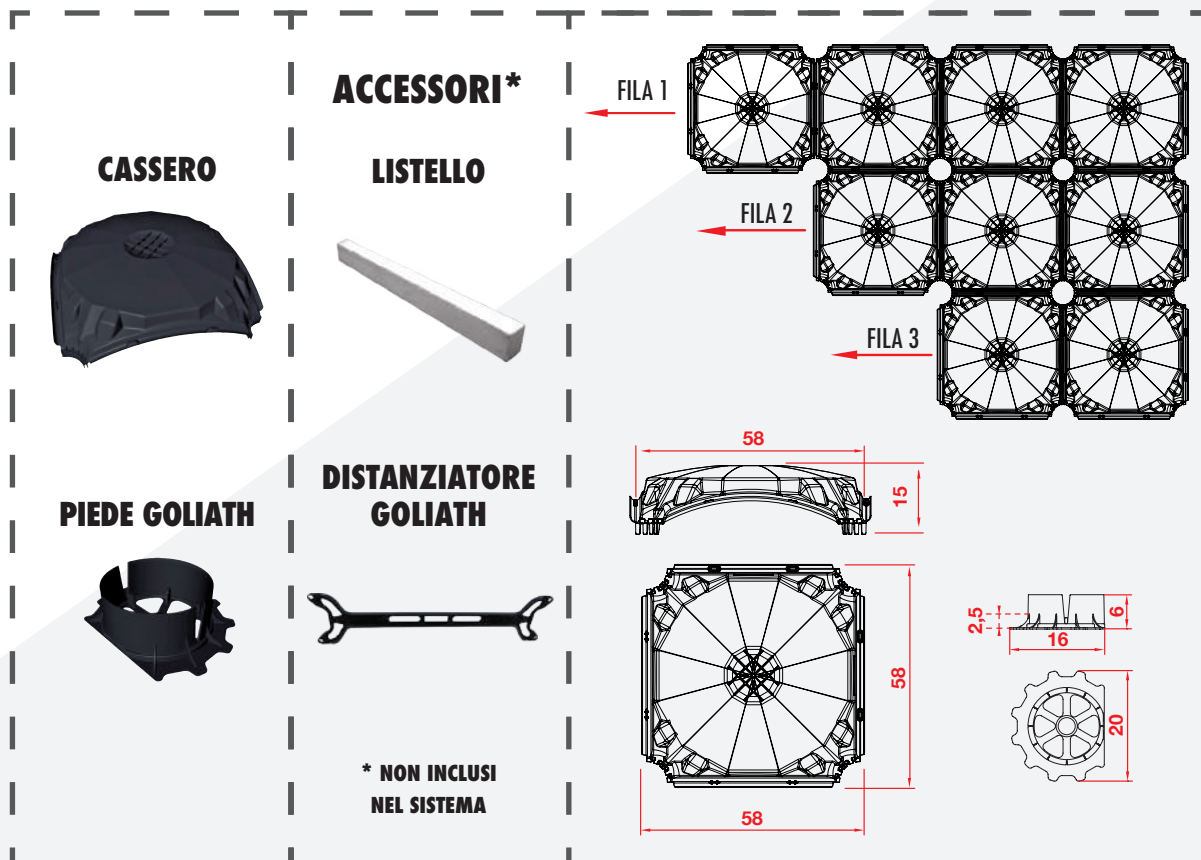 CASSERO
PIEDE GOLIATH
ACCESSORI*
LISTELLO
DISTANZIATORE
GOLIATH
* NON INCLUSI
NEL SISTEMA
FILA 1
FILA 2
FILA 3
58
15
58
58
2,5
6
16
20